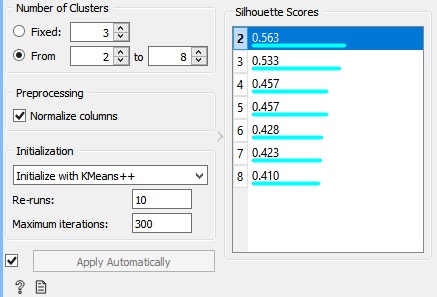 Number of Clusters
Fixed: 3
From 2 to 8
Preprocessing
Normalize columns
Initialization
Initialize with KMeans++
Re-runs: 10
Maximum iterations: 300
Apply Automatically
?
Silhouette Scores
2 0.563
3 0.533
4 0.457
5 0.457
6 0.428
7 0.423
8 0.410